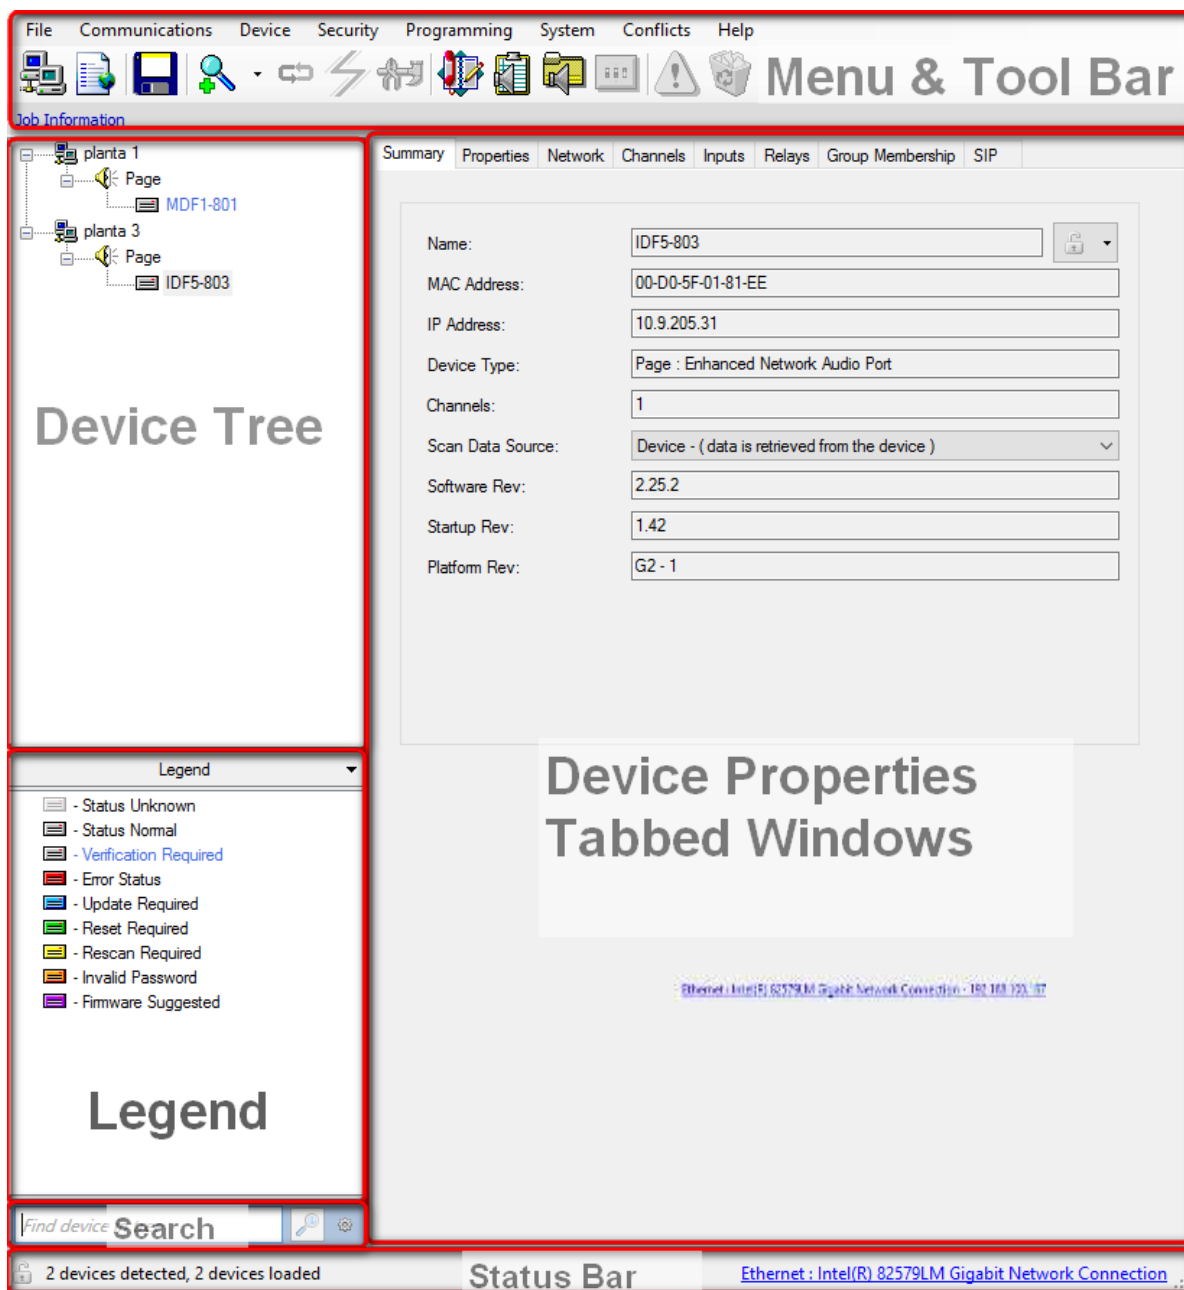 File Communications Device Security Programming System Conflicts Help
Menu & Tool Bar
Job Information
planta 1
Page
MDF1-801
planta 3
Page
IDF5-803
Device Tree
Summary Properties Network Channels Inputs Relays Group Membership SIP
Name: IDF5-803
MAC Address: 00-D0-5F-01-81-EE
IP Address: 10.9.205.31
Device Type: Page : Enhanced Network Audio Port
Channels: 1
Scan Data Source: Device - ( data is retrieved from the device )
Software Rev: 2.25.2
Startup Rev: 1.42
Platform Rev: G2 - 1
Device Properties
Tabbed Windows
Ethernet : Intel(R) 82579LM Gigabit Network Connection -
Legend
- Status Unknown
- Status Normal
- Verification Required
- Error Status
- Update Required
- Reset Required
- Rescan Required
- Invalid Password
- Firmware Suggested
Legend
Find device
Search
2 devices detected, 2 devices loaded
Status Bar
Ethernet : Intel(R) 82579LM Gigabit Network Connection